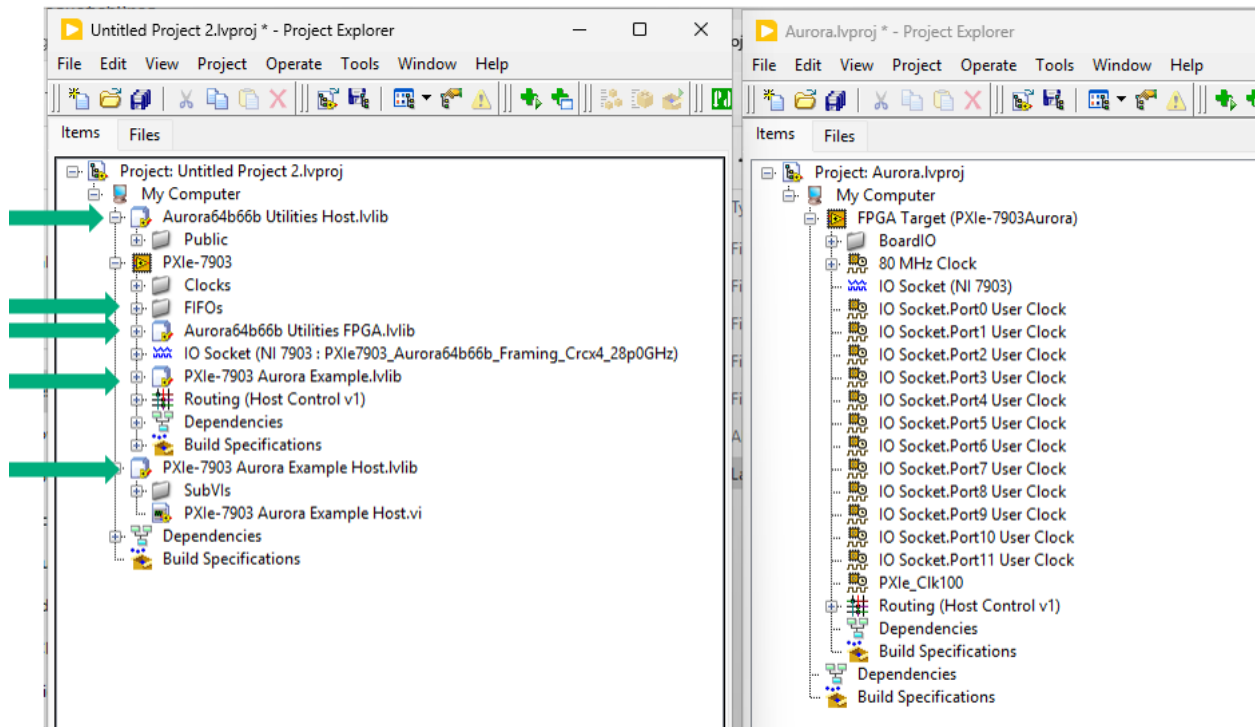 Untitled Project 2.lvproj * - Project Explorer
File Edit View Project Operate Tools Window Help
Items Files
Project: Untitled Project 2.lvproj
My Computer
Aurora64b66b Utilities Host.lvlib
Public
PXIe-7903
Clocks
FIFOs
Aurora64b66b Utilities FPGA.lvlib
IO Socket (NI 7903 : PXIe7903_Aurora64b66b_Framing_Crcx4_28p0GHz)
PXIe-7903 Aurora Example.lvlib
Routing (Host Control v1)
Dependencies
Build Specifications
PXIe-7903 Aurora Example Host.lvlib
SubVIs
PXIe-7903 Aurora Example Host.vi
Dependencies
Build Specifications
Aurora.lvproj * - Project Explorer
File Edit View Project Operate Tools Window Help
Items Files
Project: Aurora.lvproj
My Computer
FPGA Target (PXIe-7903Aurora)
BoardIO
80 MHz Clock
IO Socket (NI 7903)
IO Socket.Port0 User Clock
IO Socket.Port1 User Clock
IO Socket.Port2 User Clock
IO Socket.Port3 User Clock
IO Socket.Port4 User Clock
IO Socket.Port5 User Clock
IO Socket.Port6 User Clock
IO Socket.Port7 User Clock
IO Socket.Port8 User Clock
IO Socket.Port9 User Clock
IO Socket.Port10 User Clock
IO Socket.Port11 User Clock
PXIe_Clk100
Routing (Host Control v1)
Dependencies
Build Specifications
Dependencies
Build Specifications